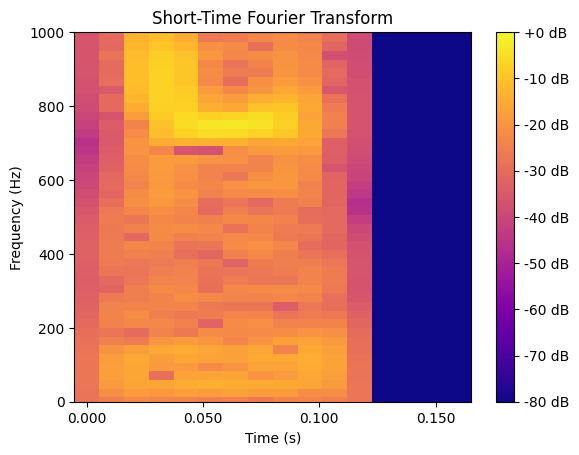 Short-Time Fourier Transform
Frequency (Hz)
1000
800
600
400
200
0
0.000
0.050
0.100
0.150
Time (s)
+0 dB
-10 dB
-20 dB
-30 dB
-40 dB
-50 dB
-60 dB
-70 dB
-80 dB